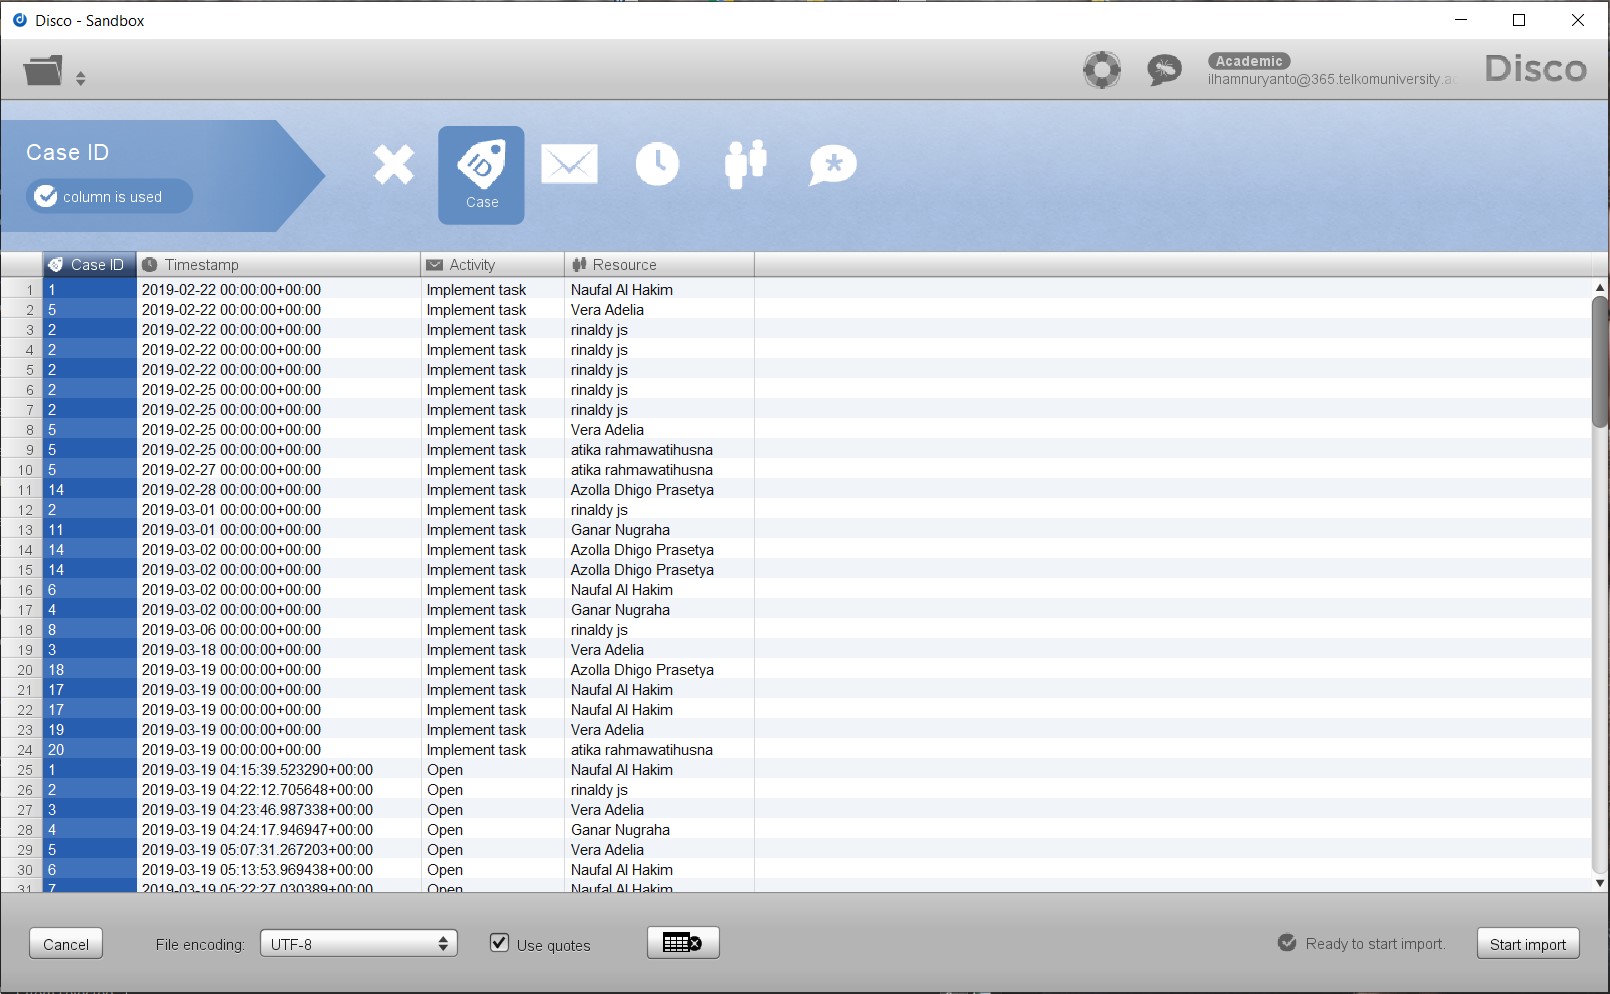 Disco - Sandbox
Academic
ilhamnuryanto@365.telkomuniversity.a
Disco
Case ID
column is used
ID
Case
Case ID Timestamp Activity Resource
1 1 2019-02-22 00:00:00+00:00 Implement task Naufal Al Hakim
2 5 2019-02-22 00:00:00+00:00 Implement task Vera Adelia
3 2 2019-02-22 00:00:00+00:00 Implement task rinaldy js
4 2 2019-02-22 00:00:00+00:00 Implement task rinaldy js
5 2 2019-02-22 00:00:00+00:00 Implement task rinaldy js
6 2 2019-02-25 00:00:00+00:00 Implement task rinaldy js
7 2 2019-02-25 00:00:00+00:00 Implement task rinaldy js
8 5 2019-02-25 00:00:00+00:00 Implement task Vera Adelia
9 5 2019-02-25 00:00:00+00:00 Implement task atika rahmawatihusna
10 5 2019-02-27 00:00:00+00:00 Implement task atika rahmawatihusna
11 14 2019-02-28 00:00:00+00:00 Implement task Azolla Dhigo Prasetya
12 2 2019-03-01 00:00:00+00:00 Implement task rinaldy js
13 11 2019-03-01 00:00:00+00:00 Implement task Ganar Nugraha
14 14 2019-03-02 00:00:00+00:00 Implement task Azolla Dhigo Prasetya
15 14 2019-03-02 00:00:00+00:00 Implement task Azolla Dhigo Prasetya
16 6 2019-03-02 00:00:00+00:00 Implement task Naufal Al Hakim
17 4 2019-03-02 00:00:00+00:00 Implement task Ganar Nugraha
18 8 2019-03-06 00:00:00+00:00 Implement task rinaldy js
19 3 2019-03-18 00:00:00+00:00 Implement task Vera Adelia
20 18 2019-03-19 00:00:00+00:00 Implement task Azolla Dhigo Prasetya
21 17 2019-03-19 00:00:00+00:00 Implement task Naufal Al Hakim
22 17 2019-03-19 00:00:00+00:00 Implement task Naufal Al Hakim
23 19 2019-03-19 00:00:00+00:00 Implement task Vera Adelia
24 20 2019-03-19 00:00:00+00:00 Implement task atika rahmawatihusna
25 1 2019-03-19 04:15:39.523290+00:00 Open Naufal Al Hakim
26 2 2019-03-19 04:22:12.705648+00:00 Open rinaldy js
27 3 2019-03-19 04:23:46.987338+00:00 Open Vera Adelia
28 4 2019-03-19 04:24:17.946947+00:00 Open Ganar Nugraha
29 5 2019-03-19 05:07:31.267203+00:00 Open Vera Adelia
30 6 2019-03-19 05:13:53.969438+00:00 Open Naufal Al Hakim
31 7 2019-03-19 05:22:27.030389+00:00 Open Naufal Al Hakim
Cancel File encoding: UTF-8 Use quotes Ready to start import. Start import